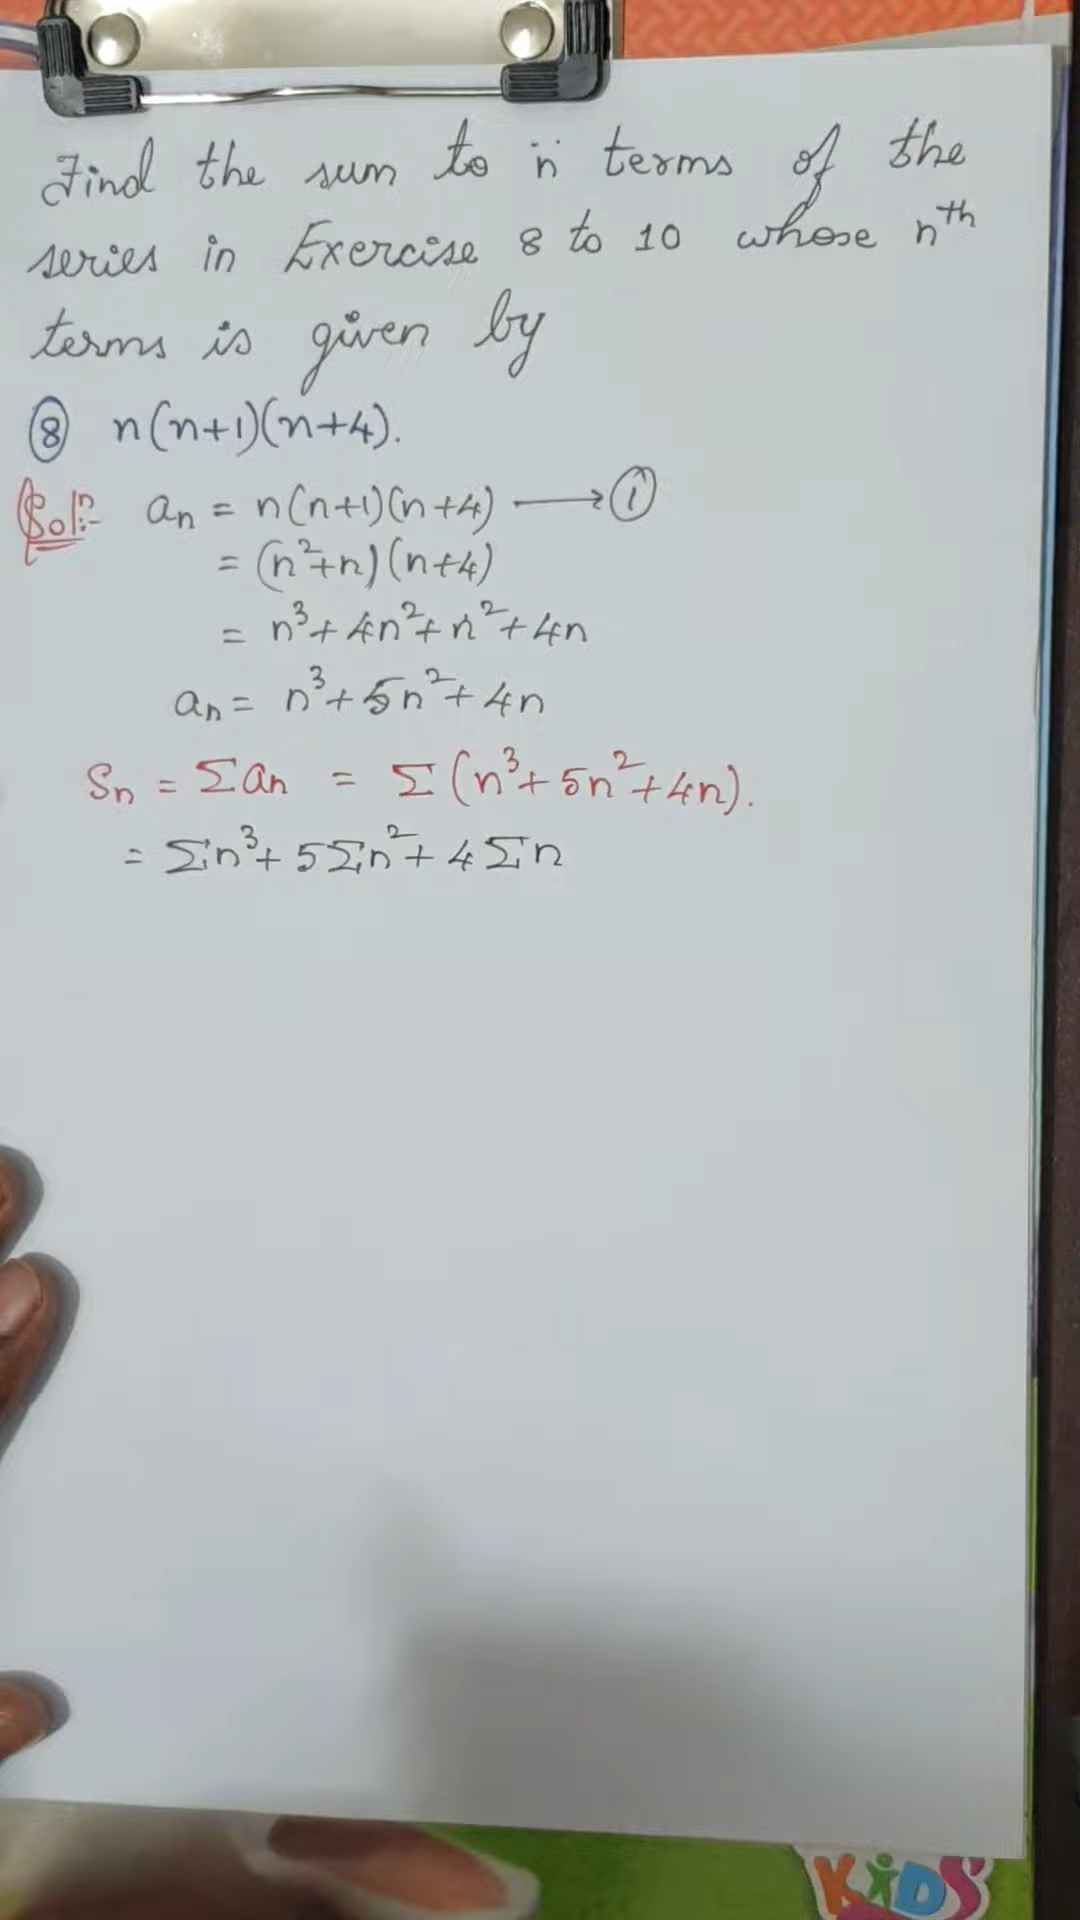 Find the sum to "n" terms of the
series in Exercise 8 to 10 whose nᵗʰ
terms is given by
⑧ n(n+1)(n+4).
Solⁿ:- aₙ = n(n+1)(n+4) ⟶ ①
= (n²+n)(n+4)
= n³+4n²+n²+4n
aₙ = n³+5n²+4n
Sₙ = Σaₙ = Σ(n³+5n²+4n).
= Σn³+5Σn²+4Σn
KiDS